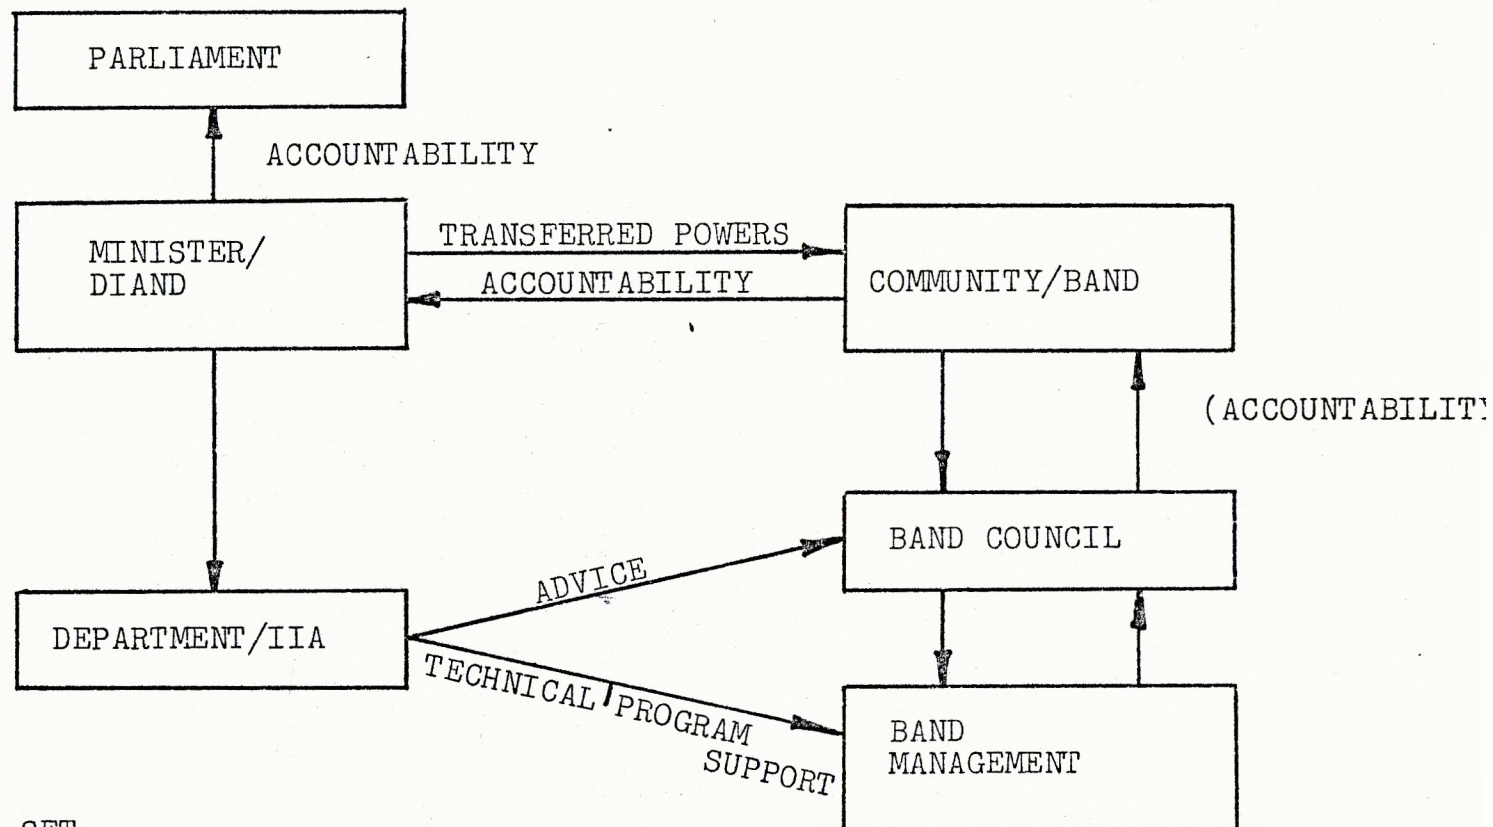 PARLIAMENT
ACCOUNTABILITY
MINISTER/
DIAND
TRANSFERRED POWERS
ACCOUNTABILITY
COMMUNITY/BAND
(ACCOUNTABILITY
BAND COUNCIL
ADVICE
DEPARTMENT/IIA
TECHNICAL/PROGRAM
SUPPORT
BAND
MANAGEMENT